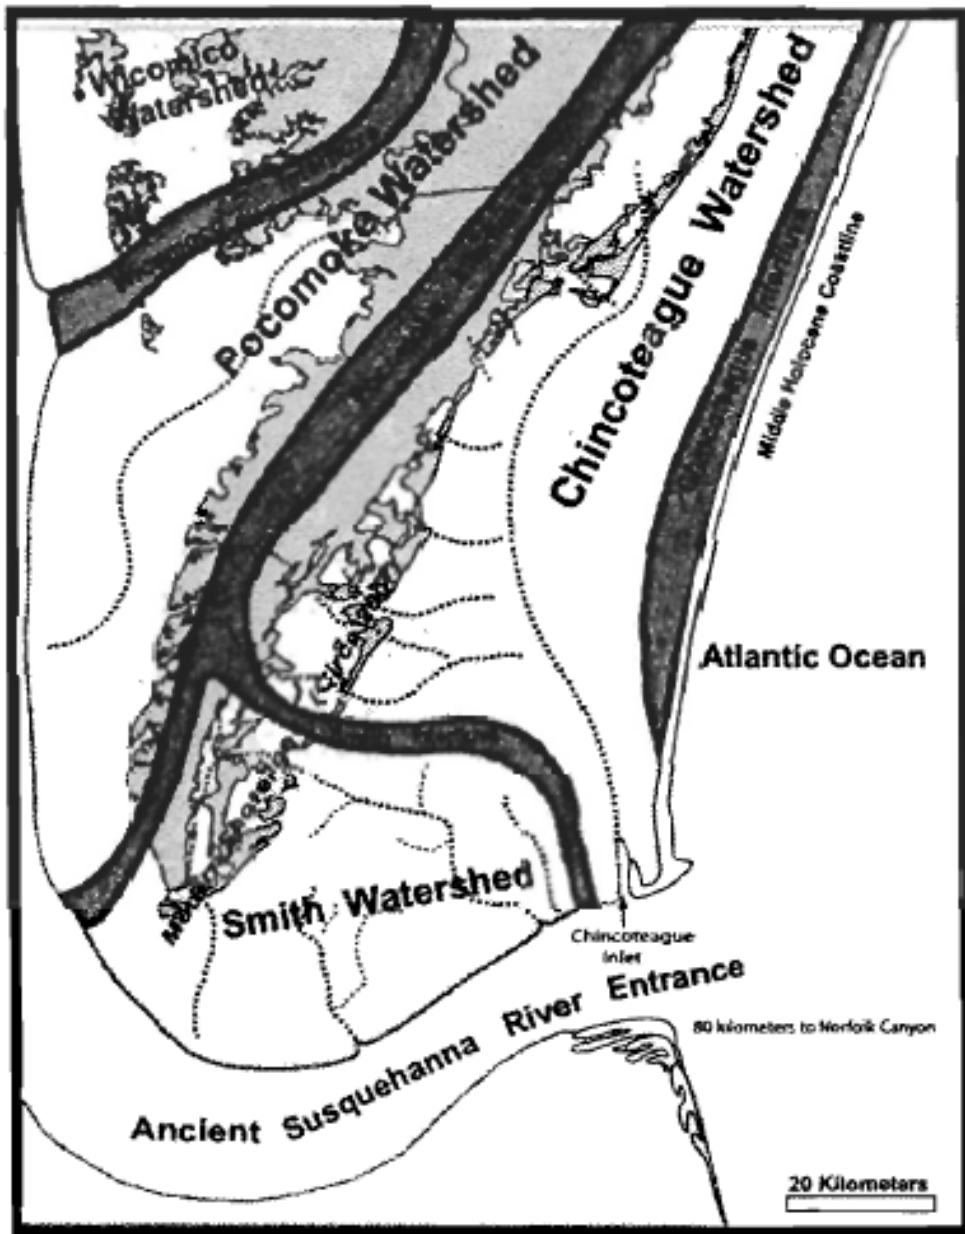 Wicomico
Watershed
Pocomoke Watershed
Chincoteague Watershed
Middle Holocene Coastline
Atlantic Ocean
Smith Watershed
Chincoteague
Inlet
Ancient Susquehanna River Entrance
80 kilometers to Norfolk Canyon
20 Kilometers